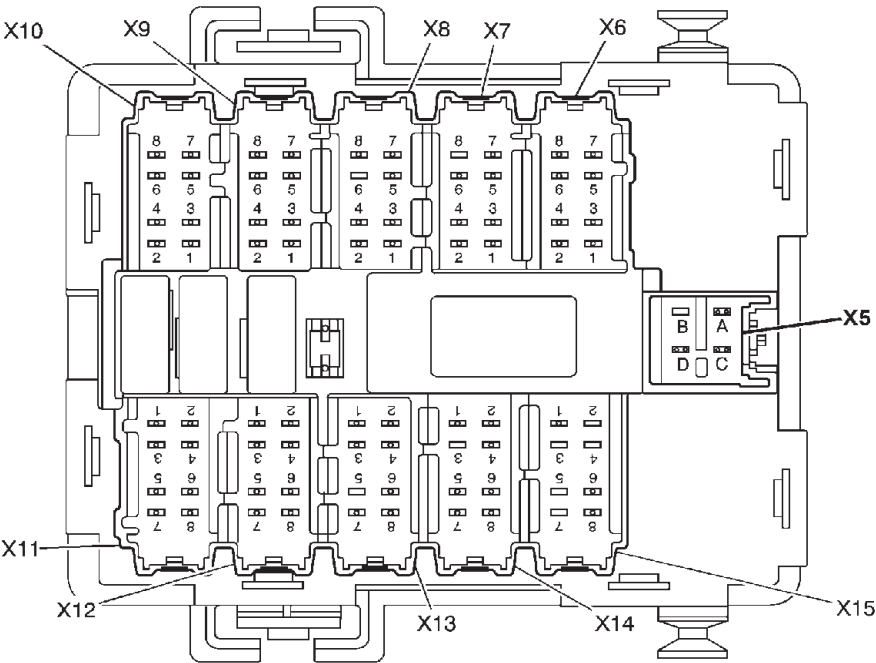 X10 X9 X8 X7 X6
8 7 8 7 8 7 8 7 8 7
6 5 6 5 6 5 6 5 6 5
4 3 4 3 4 3 4 3 4 3
2 1 2 1 2 1 2 1 2 1
B A X5
D C
1 2 1 2 1 2 1 2 1 2
3 4 3 4 3 4 3 4 3 4
5 6 5 6 5 6 5 6 5 6
7 8 7 8 7 8 7 8 7 8
X11
X12 X13 X14 X15